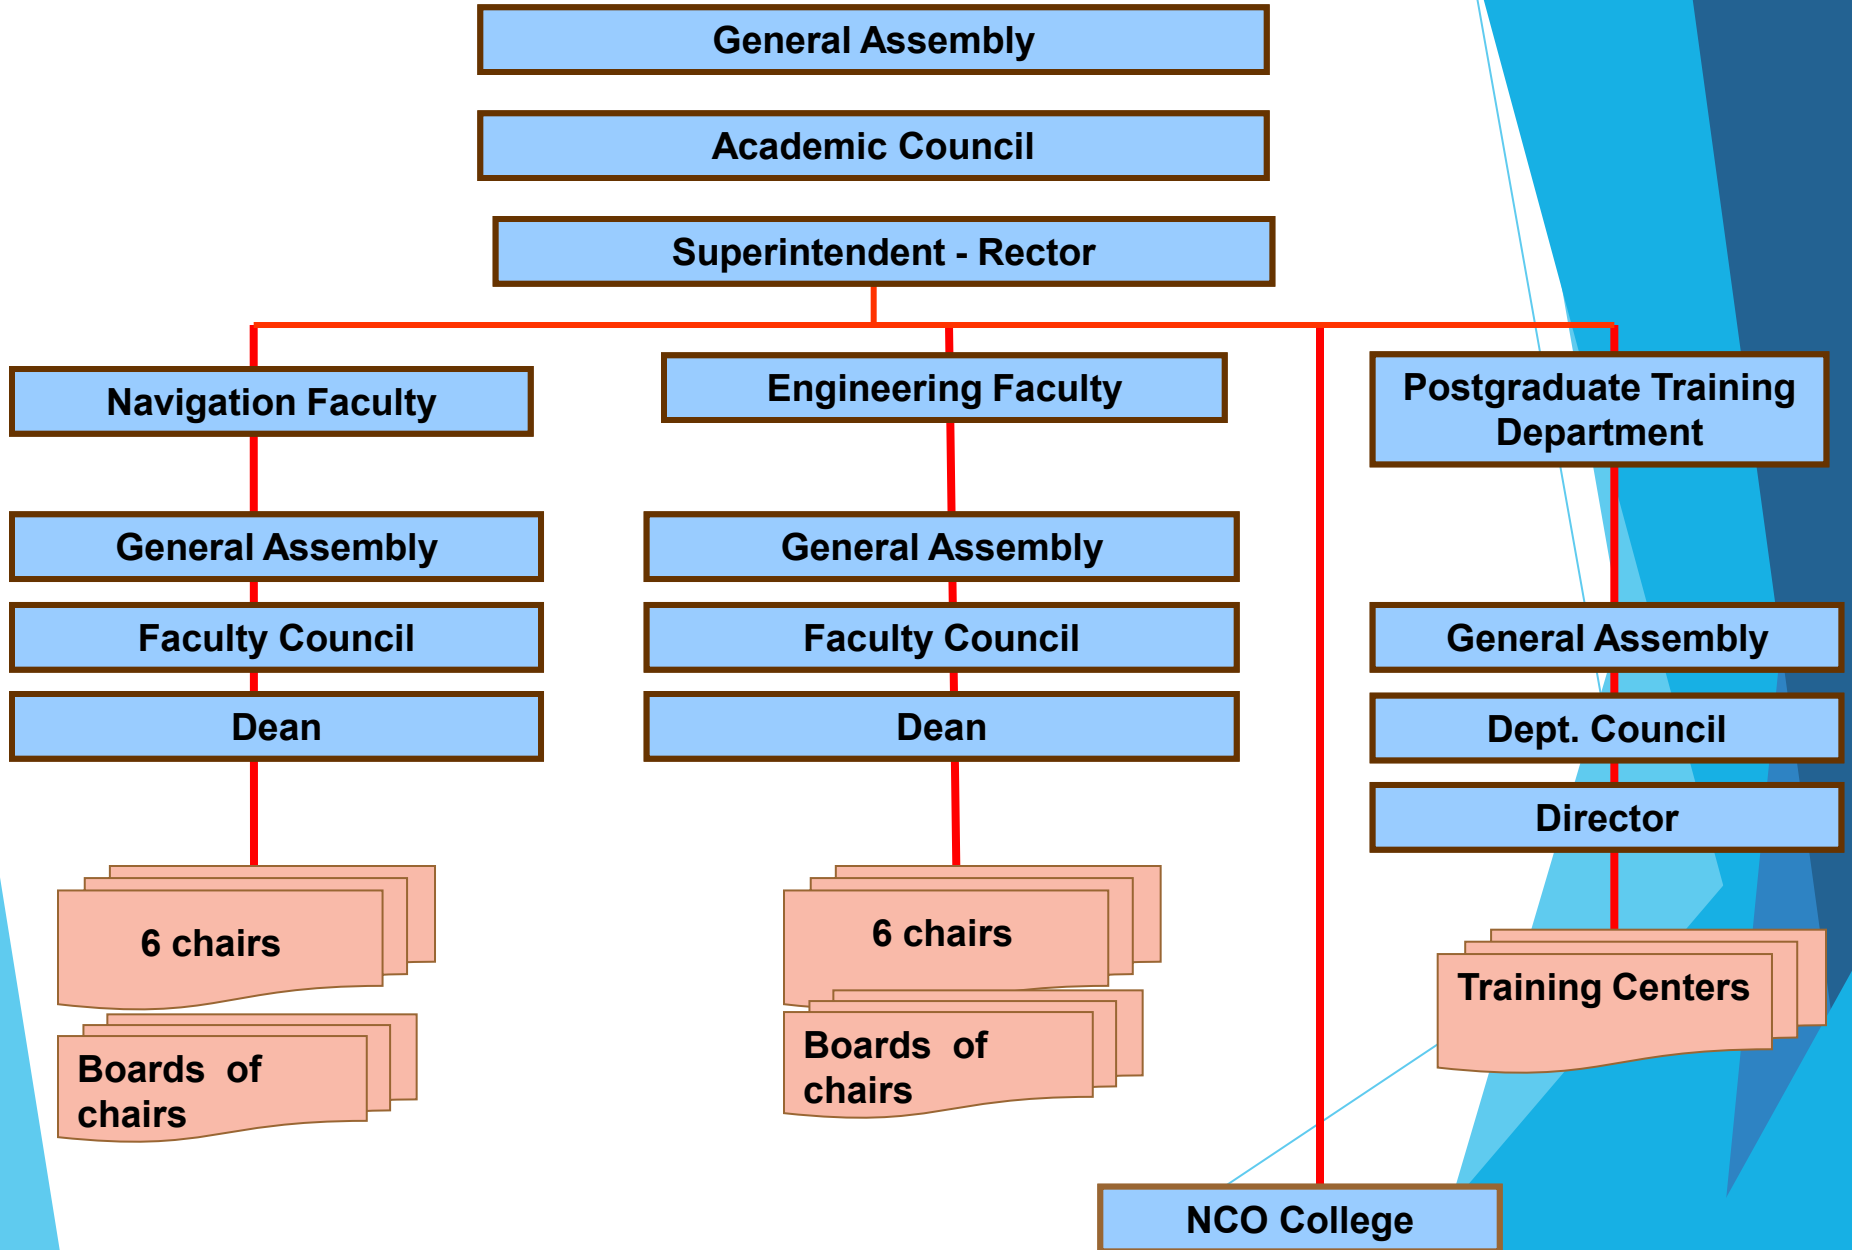 General Assembly
Academic Council
Superintendent - Rector
Navigation Faculty
Engineering Faculty
Postgraduate Training
Department
General Assembly
General Assembly
General Assembly
Faculty Council
Faculty Council
Dept. Council
Dean
Dean
Director
6 chairs
6 chairs
Training Centers
Boards of
chairs
Boards of
chairs
NCO College